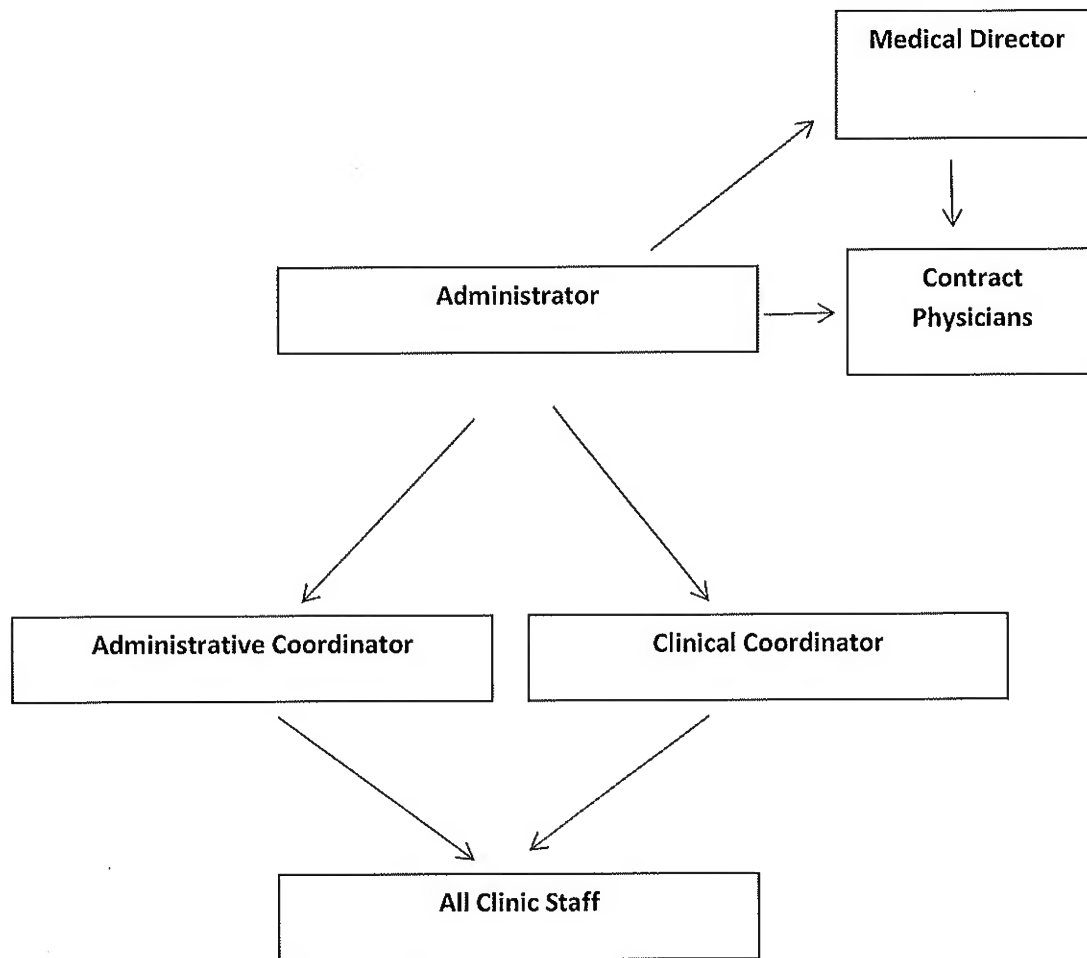 Medical Director
Administrator
Contract
Physicians
Administrative Coordinator
Clinical Coordinator
All Clinic Staff